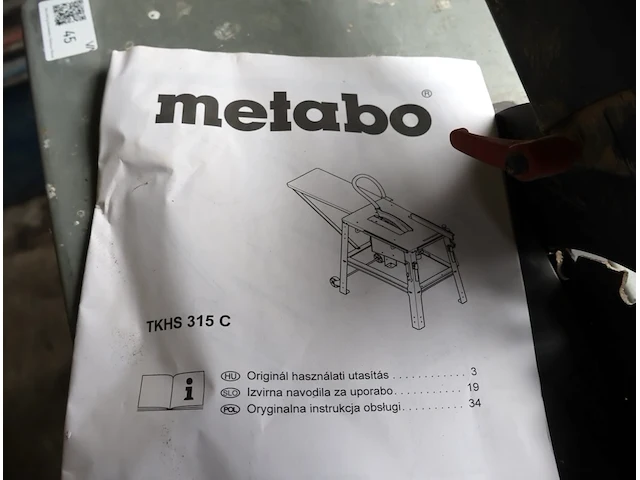 45
metabo®
TKHS 315 C
HU Originál használati utasítás . . . . . . . . . . . . 3
SLO Izvirna navodila za uporabo. . . . . . . . . . . . 19
POL Oryginalna instrukcja obsługi. . . . . . . . . . . 34